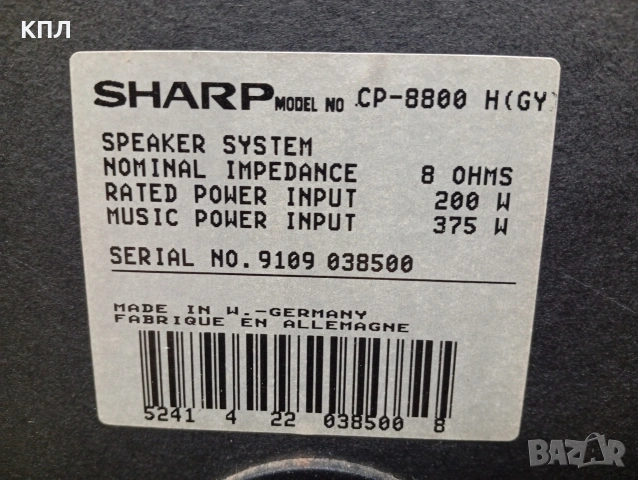 КПЛ
SHARP MODEL NO .CP-8800 H(GY
SPEAKER SYSTEM
NOMINAL IMPEDANCE 8 OHMS
RATED POWER INPUT 200 W
MUSIC POWER INPUT 375 W
SERIAL NO. 9109 038500
MADE IN W.-GERMANY
FABRIQUE EN ALLEMAGNE
5241 4 22 038500 8
BAZAR